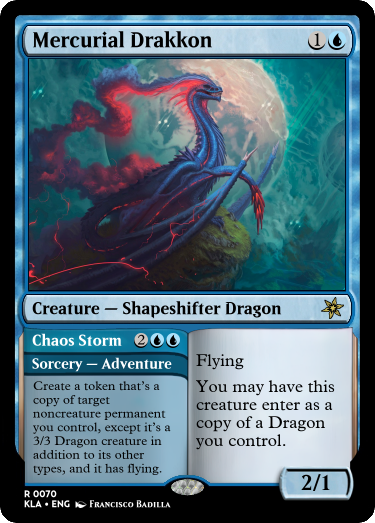 Mercurial Drakkon 1
Creature — Shapeshifter Dragon
Chaos Storm 2
Sorcery — Adventure
Create a token that's a
copy of target
noncreature permanent
you control, except it's a
3/3 Dragon creature in
addition to its other
types, and it has flying.
Flying
You may have this
creature enter as a
copy of a Dragon
you control.
2/1
R 0070
KLA • ENG Francisco Badilla